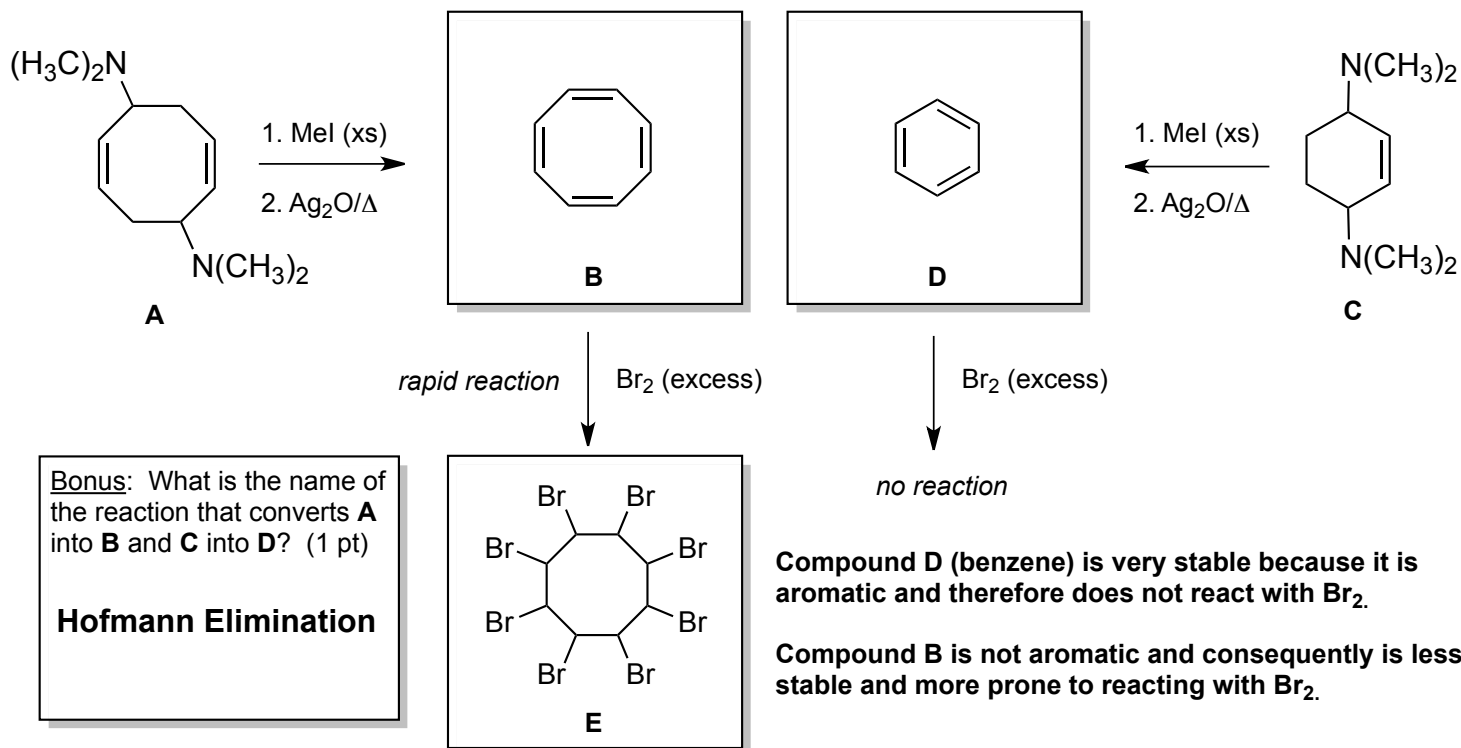 (H3C)2N
N(CH3)2
A
1. MeI (xs)
2. Ag2O/Δ
B
D
1. MeI (xs)
2. Ag2O/Δ
N(CH3)2
N(CH3)2
C
rapid reaction
Br2 (excess)
Br2 (excess)
no reaction
Bonus: What is the name of
the reaction that converts A
into B and C into D? (1 pt)
Hofmann Elimination
Br Br
Br Br
Br Br
Br Br
E
Compound D (benzene) is very stable because it is
aromatic and therefore does not react with Br2.
Compound B is not aromatic and consequently is less
stable and more prone to reacting with Br2.